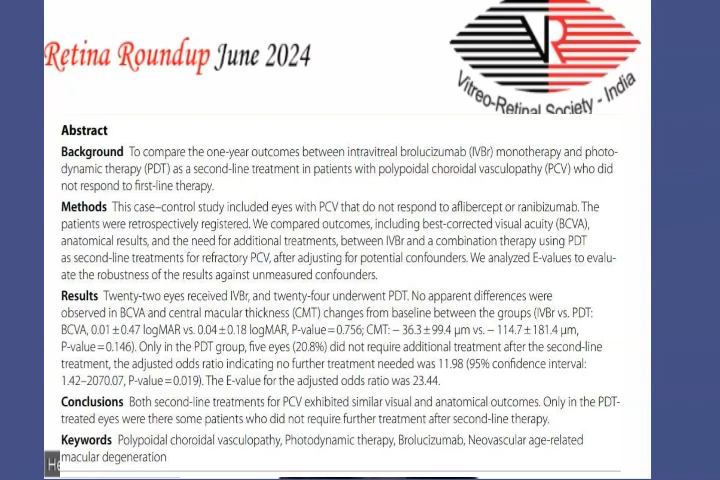 Retina Roundup June 2024
VR
Vitreo-Retinal Society - India
Abstract
Background To compare the one-year outcomes between intravitreal brolucizumab (IVBr) monotherapy and photo-
dynamic therapy (PDT) as a second-line treatment in patients with polypoidal choroidal vasculopathy (PCV) who did
not respond to first-line therapy.
Methods This case–control study included eyes with PCV that do not respond to aflibercept or ranibizumab. The
patients were retrospectively registered. We compared outcomes, including best-corrected visual acuity (BCVA),
anatomical results, and the need for additional treatments, between IVBr and a combination therapy using PDT
as second-line treatments for refractory PCV, after adjusting for potential confounders. We analyzed E-values to evalu-
ate the robustness of the results against unmeasured confounders.
Results Twenty-two eyes received IVBr, and twenty-four underwent PDT. No apparent differences were
observed in BCVA and central macular thickness (CMT) changes from baseline between the groups (IVBr vs. PDT:
BCVA, 0.01 ± 0.47 logMAR vs. 0.04 ± 0.18 logMAR, P-value = 0.756; CMT: − 36.3 ± 99.4 μm vs. − 114.7 ± 181.4 μm,
P-value = 0.146). Only in the PDT group, five eyes (20.8%) did not require additional treatment after the second-line
treatment, the adjusted odds ratio indicating no further treatment needed was 11.98 (95% confidence interval:
1.42–2070.07, P-value = 0.019). The E-value for the adjusted odds ratio was 23.44.
Conclusions Both second-line treatments for PCV exhibited similar visual and anatomical outcomes. Only in the PDT-
treated eyes were there some patients who did not require further treatment after second-line therapy.
Keywords Polypoidal choroidal vasculopathy, Photodynamic therapy, Brolucizumab, Neovascular age-related
macular degeneration